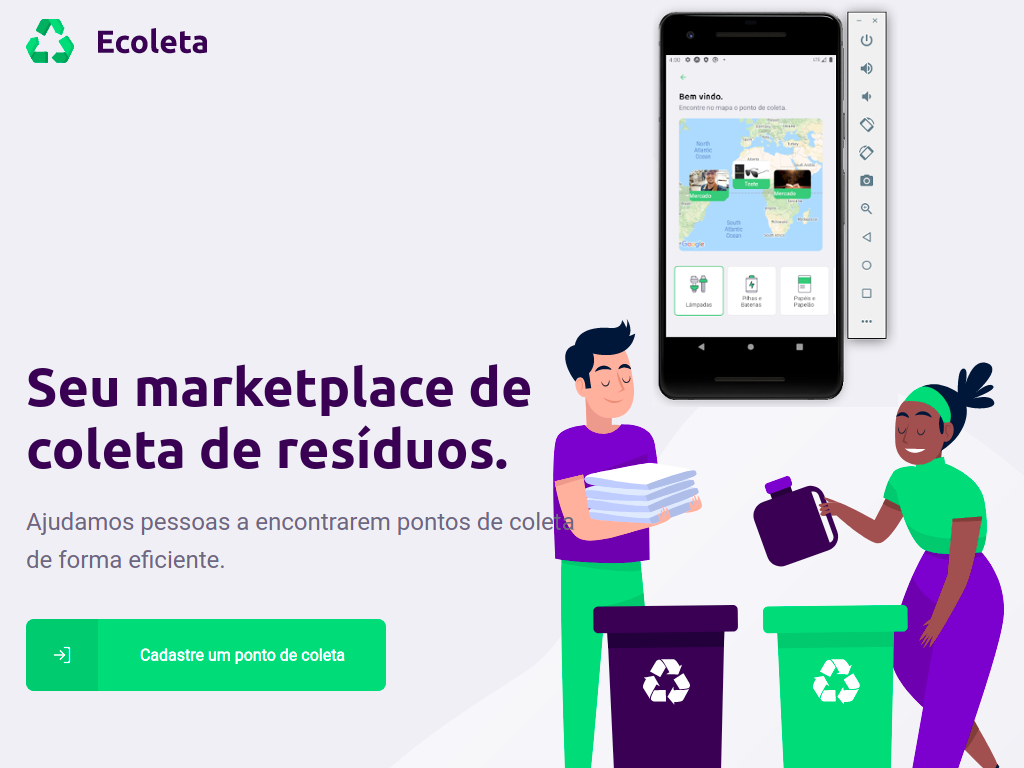 Ecoleta
4:00
Bem vindo.
Encontre no mapa o ponto de coleta.
North
Atlantic
Ocean
Turkey
Mercado
Teste
Mercado
South
Atlantic
Ocean
Google
Lâmpadas
Pilhas e
Baterias
Papéis e
Papelão
Seu marketplace de
coleta de resíduos.
Ajudamos pessoas a encontrarem pontos de coleta
de forma eficiente.
Cadastre um ponto de coleta